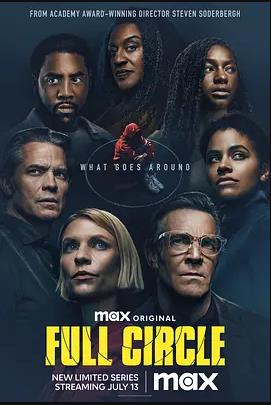 FROM ACADEMY AWARD-WINNING DIRECTOR STEVEN SODERBERGH
WHAT GOES AROUND
max ORIGINAL
FULL CIRCLE
NEW LIMITED SERIES
STREAMING JULY 13
max